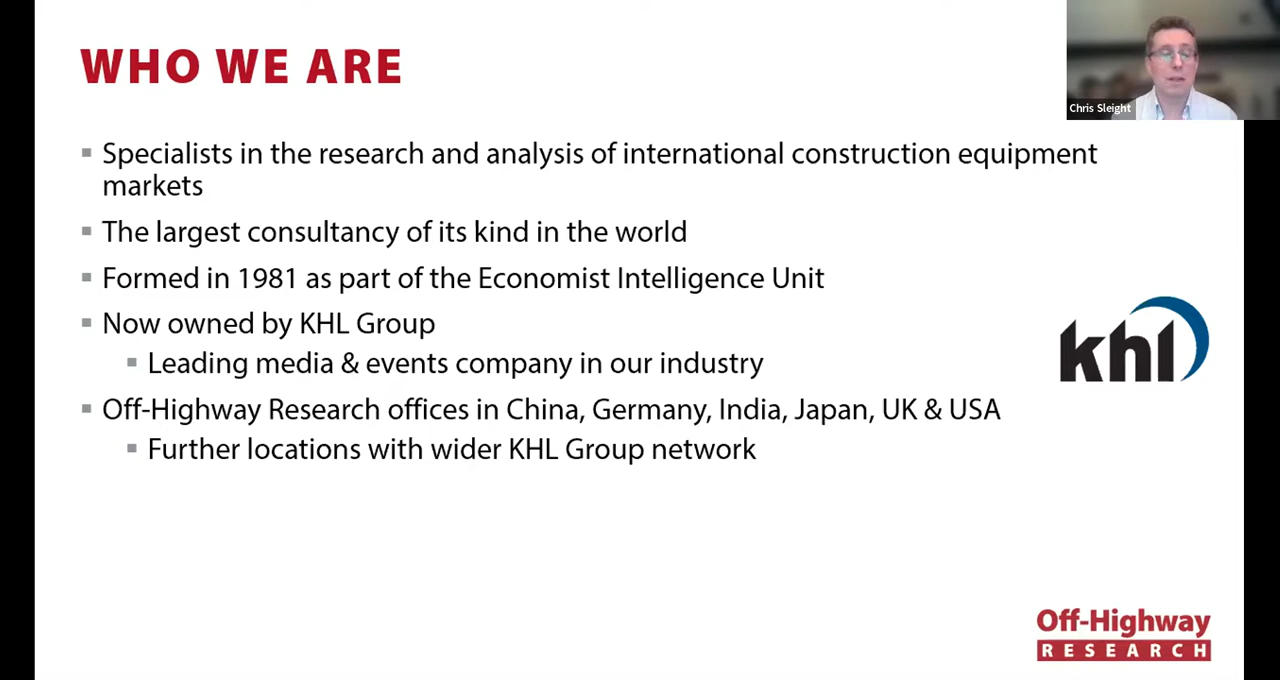 WHO WE ARE
Chris Sleight
Specialists in the research and analysis of international construction equipment
markets
The largest consultancy of its kind in the world
Formed in 1981 as part of the Economist Intelligence Unit
Now owned by KHL Group
Leading media & events company in our industry
khl
Off-Highway Research offices in China, Germany, India, Japan, UK & USA
Further locations with wider KHL Group network
Off-Highway
RESEARCH